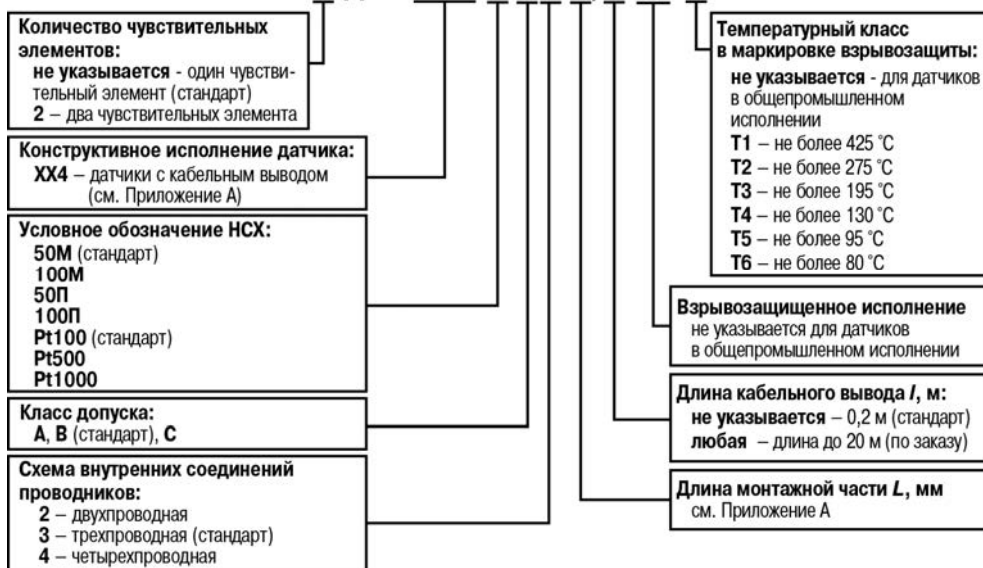 Количество чувствительных
элементов:
не указывается - один чувстви-
тельный элемент (стандарт)
2 – два чувствительных элемента
Конструктивное исполнение датчика:
ХХ4 – датчики с кабельным выводом
(см. Приложение А)
Условное обозначение НСХ:
50М (стандарт)
100М
50П
100П
Pt100 (стандарт)
Pt500
Pt1000
Класс допуска:
А, В (стандарт), С
Схема внутренних соединений
проводников:
2 – двухпроводная
3 – трехпроводная (стандарт)
4 – четырехпроводная
Температурный класс
в маркировке взрывозащиты:
не указывается - для датчиков
в общепромышленном
исполнении
Т1 – не более 425 °С
Т2 – не более 275 °С
Т3 – не более 195 °С
Т4 – не более 130 °С
Т5 – не более 95 °С
Т6 – не более 80 °С
Взрывозащищенное исполнение
не указывается для датчиков
в общепромышленном исполнении
Длина кабельного вывода l, м:
не указывается – 0,2 м (стандарт)
любая – длина до 20 м (по заказу)
Длина монтажной части L, мм
см. Приложение А